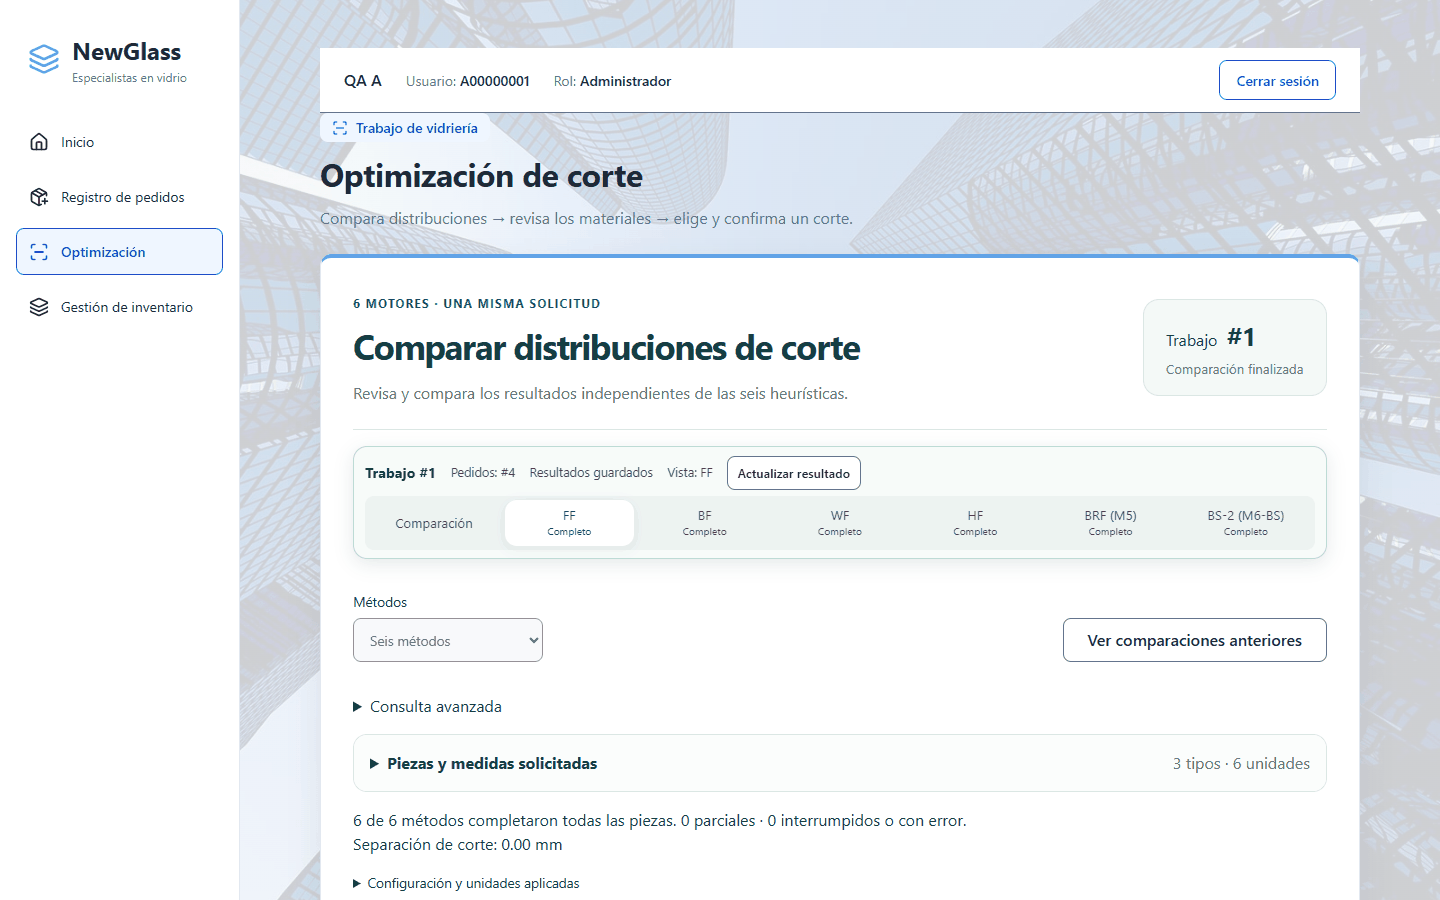 NewGlass
Especialistas en vidrio
Inicio
Registro de pedidos
Optimización
Gestión de inventario
QA A Usuario: A00000001 Rol: Administrador Cerrar sesión
Trabajo de vidriería
Optimización de corte
Compara distribuciones → revisa los materiales → elige y confirma un corte.
6 MOTORES · UNA MISMA SOLICITUD
Comparar distribuciones de corte
Revisa y compara los resultados independientes de las seis heurísticas.
Trabajo #1
Comparación finalizada
Trabajo #1 Pedidos: #4 Resultados guardados Vista: FF Actualizar resultado
Comparación
FF
Completo
BF
Completo
WF
Completo
HF
Completo
BRF (M5)
Completo
BS-2 (M6-BS)
Completo
Métodos
Seis métodos
Ver comparaciones anteriores
Consulta avanzada
Piezas y medidas solicitadas 3 tipos · 6 unidades
6 de 6 métodos completaron todas las piezas. 0 parciales · 0 interrumpidos o con error.
Separación de corte: 0.00 mm
Configuración y unidades aplicadas